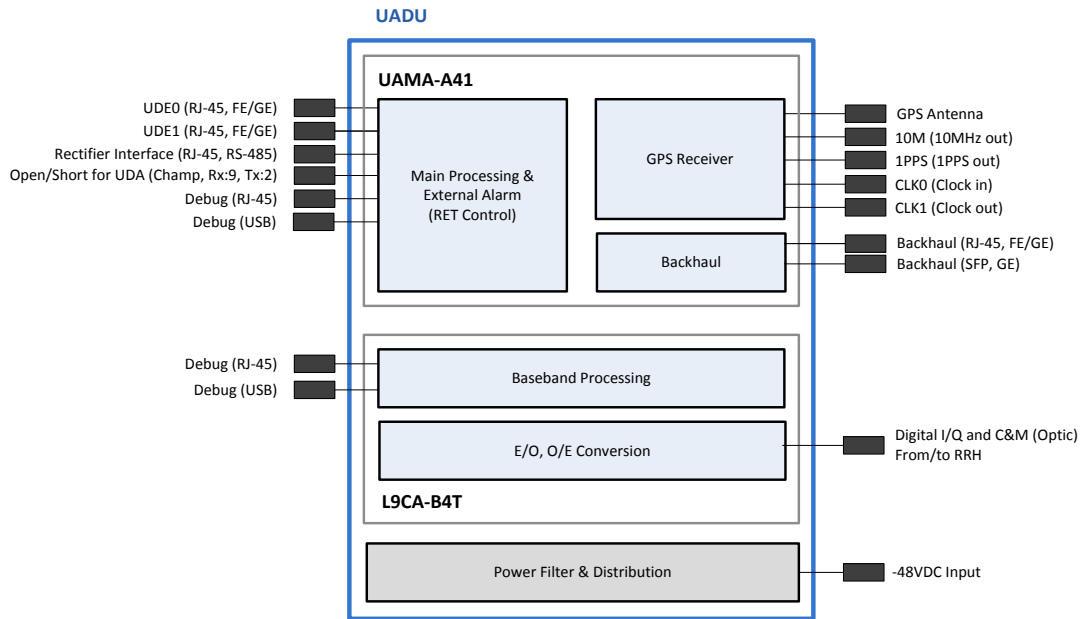 UADU
UAMA-A41
UDE0 (RJ-45, FE/GE)
UDE1 (RJ-45, FE/GE)
Rectifier Interface (RJ-45, RS-485)
Open/Short for UDA (Champ, Rx:9, Tx:2)
Debug (RJ-45)
Debug (USB)
Main Processing &
External Alarm
(RET Control)
GPS Receiver
GPS Antenna
10M (10MHz out)
1PPS (1PPS out)
CLK0 (Clock in)
CLK1 (Clock out)
Backhaul
Backhaul (RJ-45, FE/GE)
Backhaul (SFP, GE)
Debug (RJ-45)
Debug (USB)
Baseband Processing
E/O, O/E Conversion
Digital I/Q and C&M (Optic)
From/to RRH
L9CA-B4T
Power Filter & Distribution
-48VDC Input